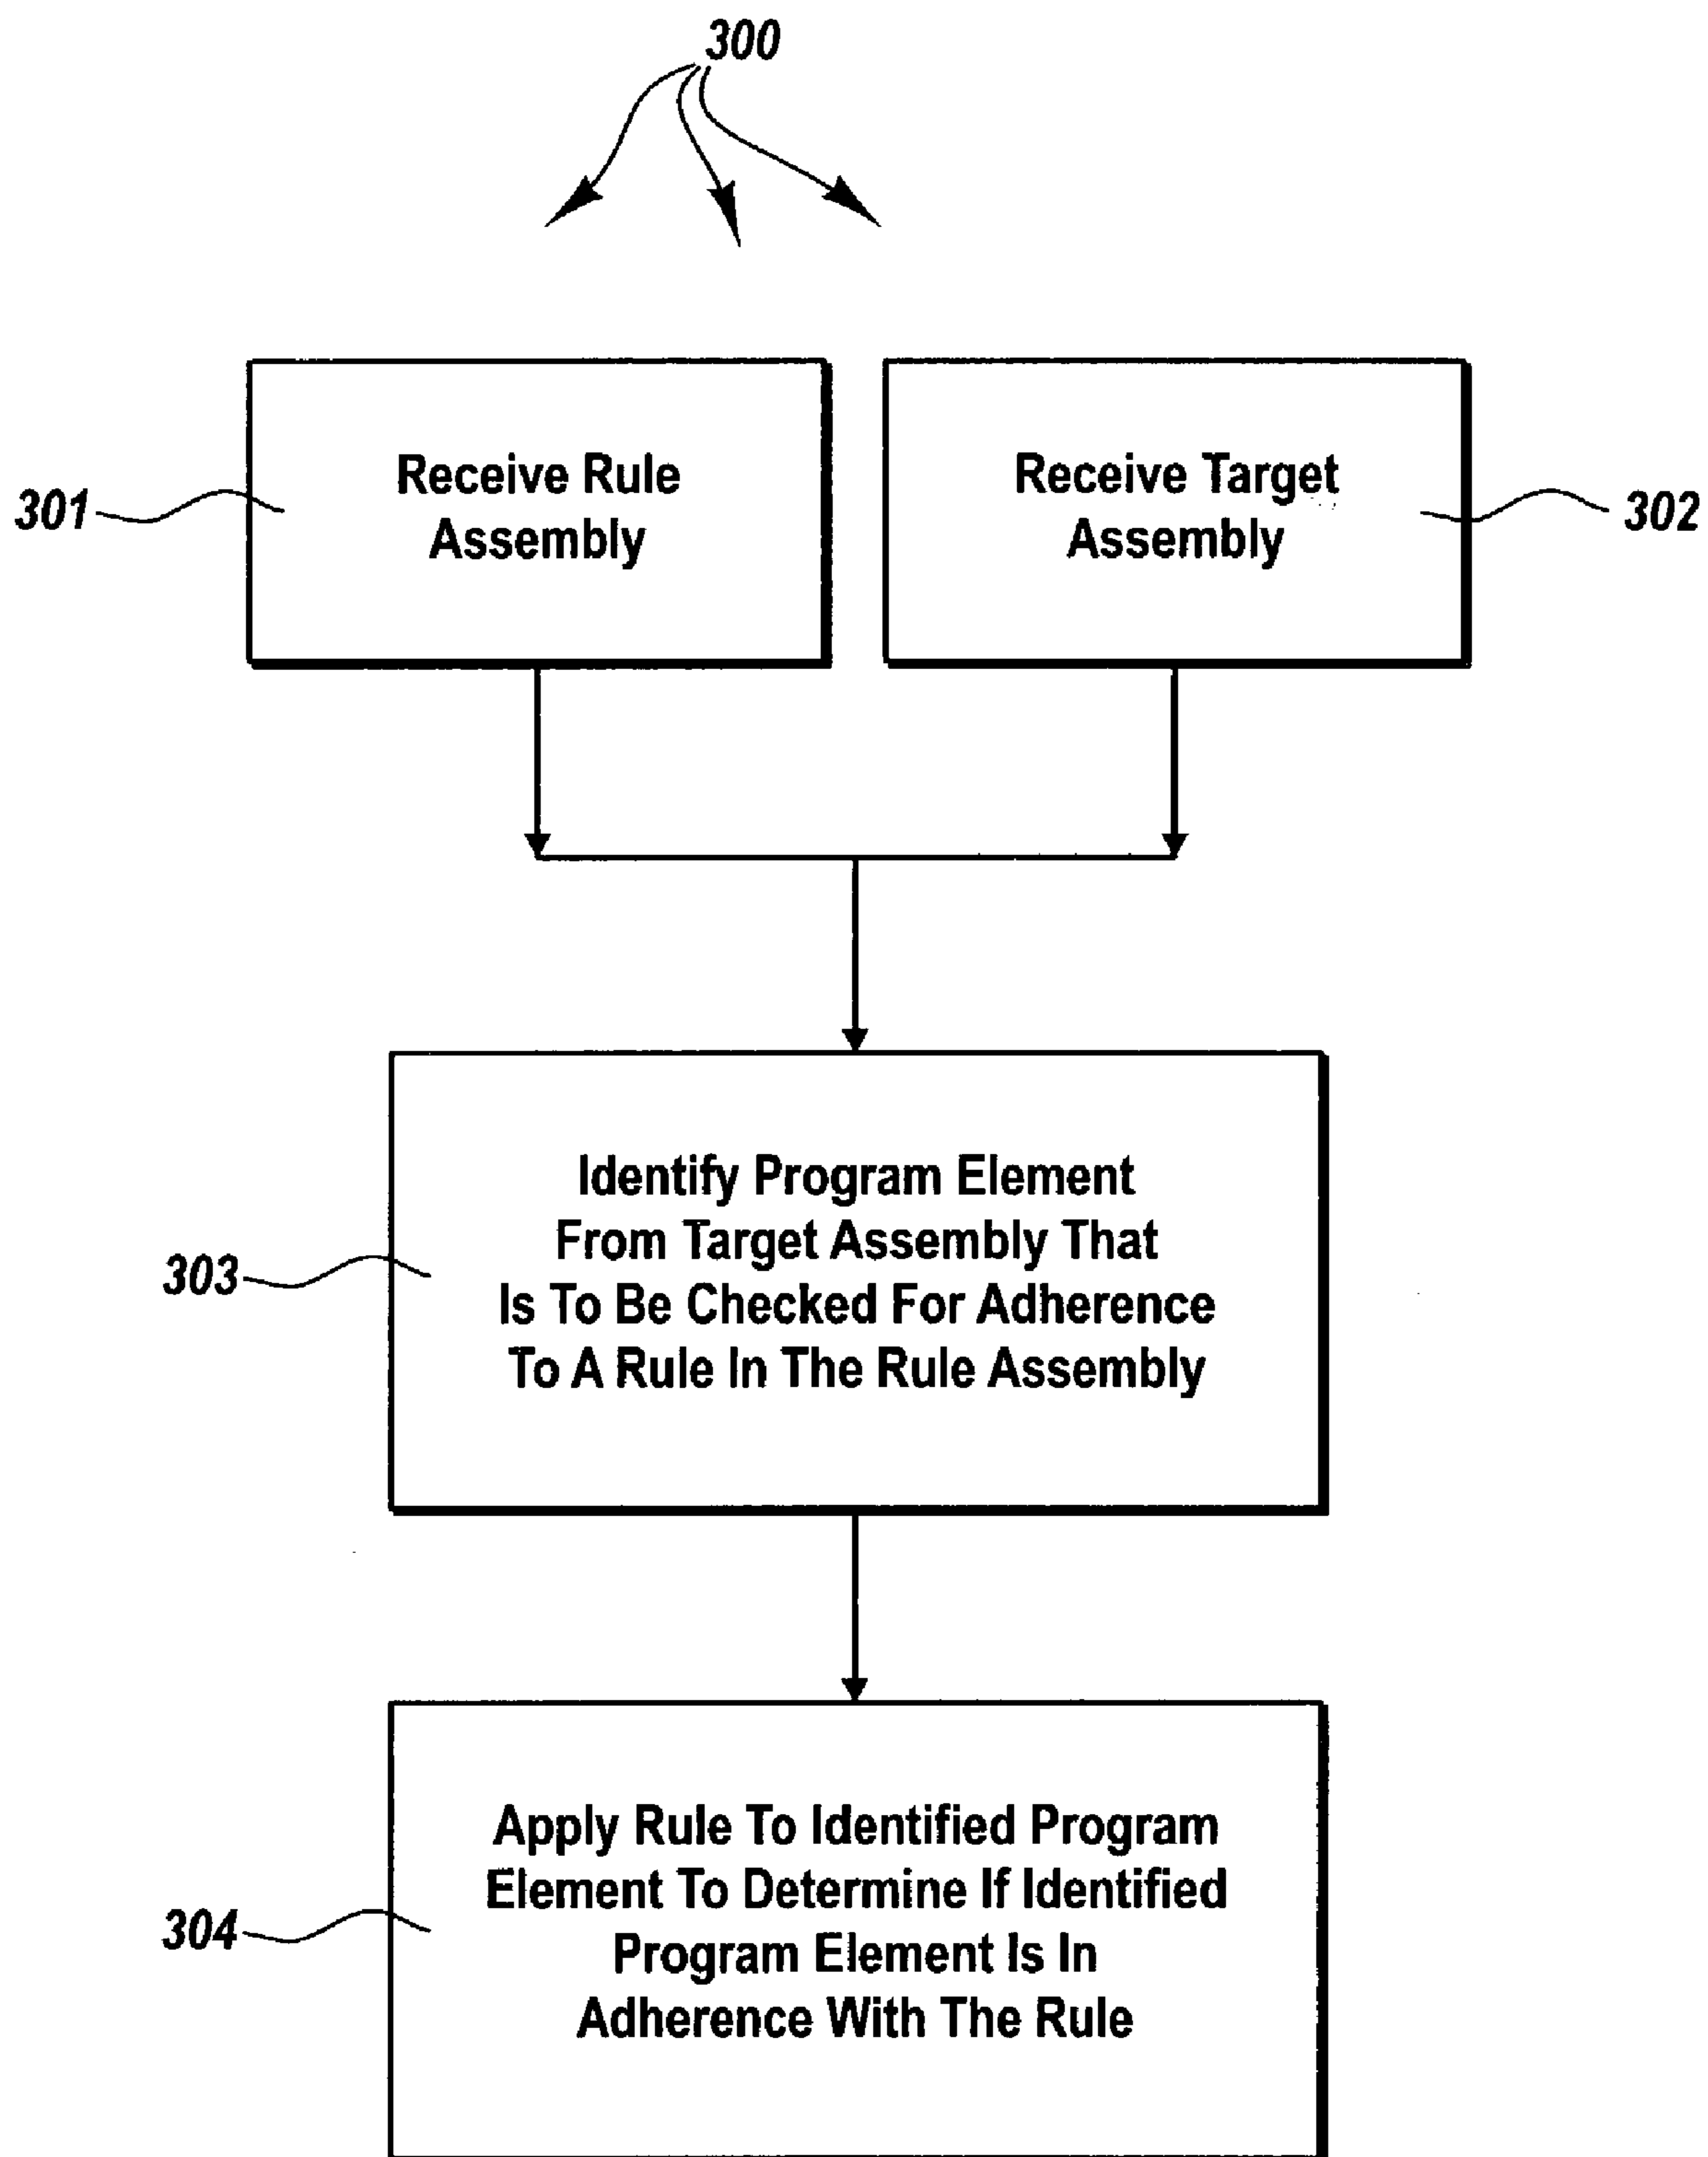 300
Receive Rule
Assembly
301
Receive Target
Assembly
302
Identify Program Element
From Target Assembly That
Is To Be Checked For Adherence
To A Rule In The Rule Assembly
303
Apply Rule To Identified Program
Element To Determine If Identified
Program Element Is In
Adherence With The Rule
304